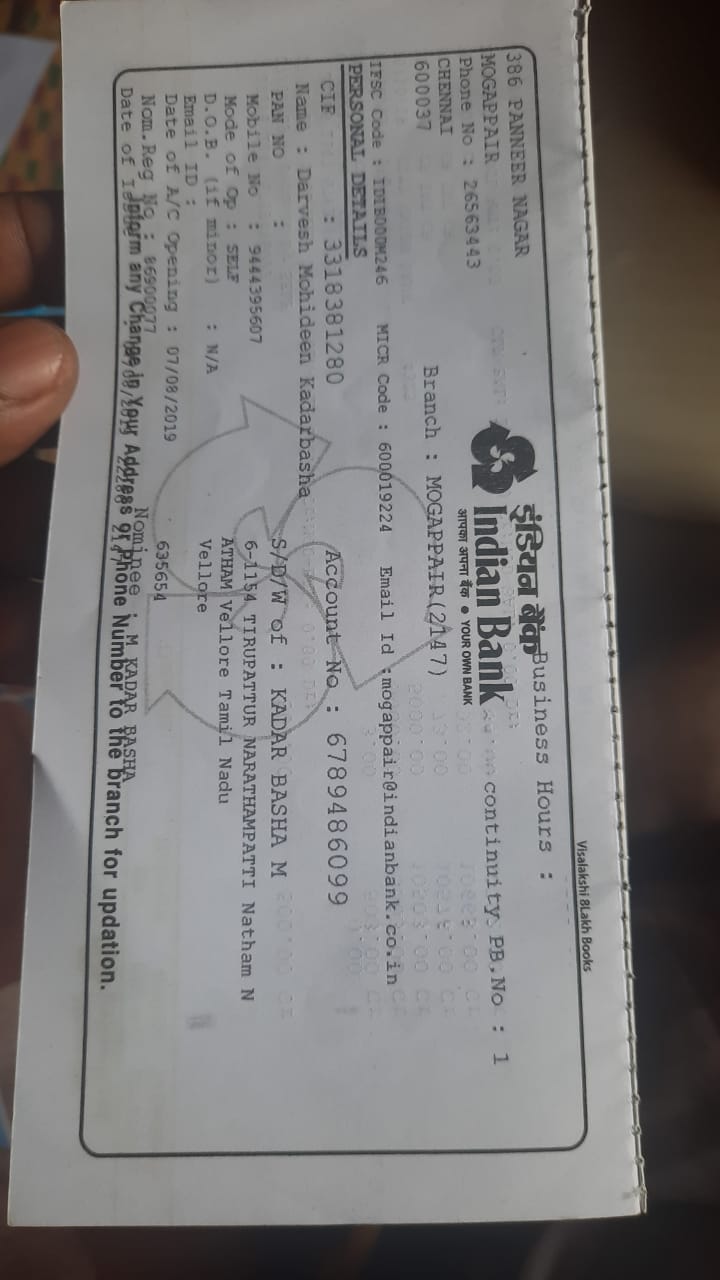 इंडियन बैंक
Indian Bank
आपका अपना बैंक • YOUR OWN BANK
Visalakshi 8Lakh Books
386 PANNEER NAGAR Business Hours :
MOGAPPAIR continuity PB.No : 1
Phone No : 26563443
CHENNAI
600037 Branch : MOGAPPAIR(2147)
IFSC Code : IDIB000M246 MICR Code : 600019224 Email Id :mogappair@indianbank.co.in
PERSONAL DETAILS
CIF : 3318381280 Account No : 6789486099
Name : Darvesh Mohideen Kadarbasha
PAN NO : S/D/W of : KADAR BASHA M
Mobile No : 9444395607 6-1154 TIRUPATTUR NARATHAMPATTI Natham N
Mode of Op : SELF ATHAM Vellore Tamil Nadu
D.O.B. (if minor) : N/A Vellore
Email ID :
Date of A/C Opening : 07/08/2019 635654
Nom.Reg No : 86900077 Nominee : M KADAR BASHA
Date of Issue
Inform any Change in Your Address or Phone Number to the branch for updation.